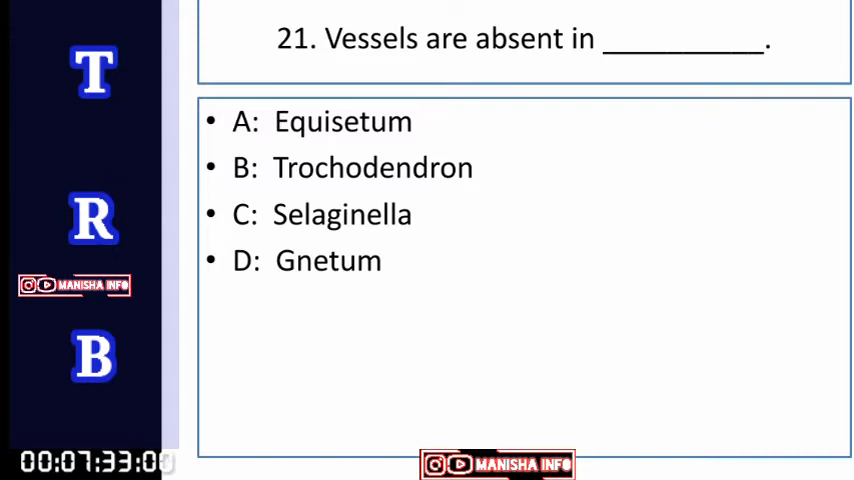 T
R
B
MANISHA INFO
00:07:33:00
21. Vessels are absent in __________.
• A: Equisetum
• B: Trochodendron
• C: Selaginella
• D: Gnetum
MANISHA INFO